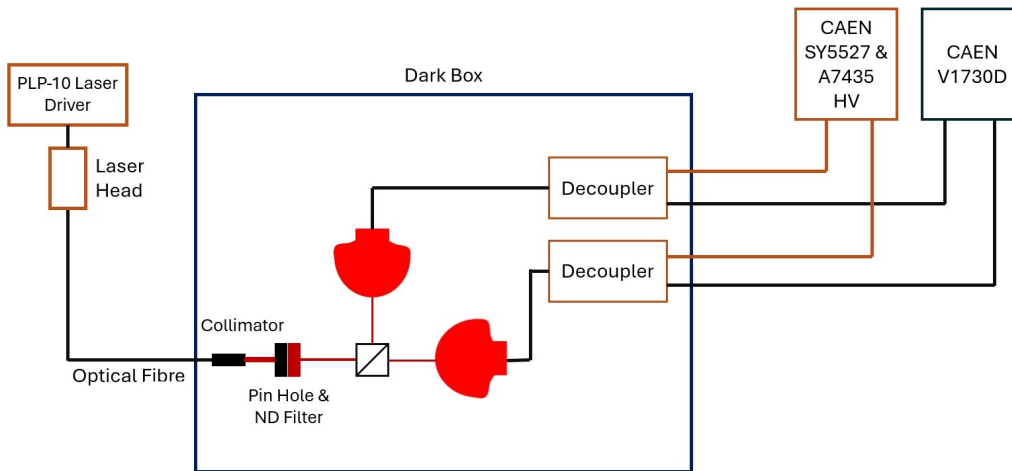 CAEN
SY5527 &
A7435
HV
CAEN
V1730D
PLP-10 Laser
Driver
Dark Box
Laser
Head
Decoupler
Decoupler
Collimator
Optical Fibre
Pin Hole &
ND Filter